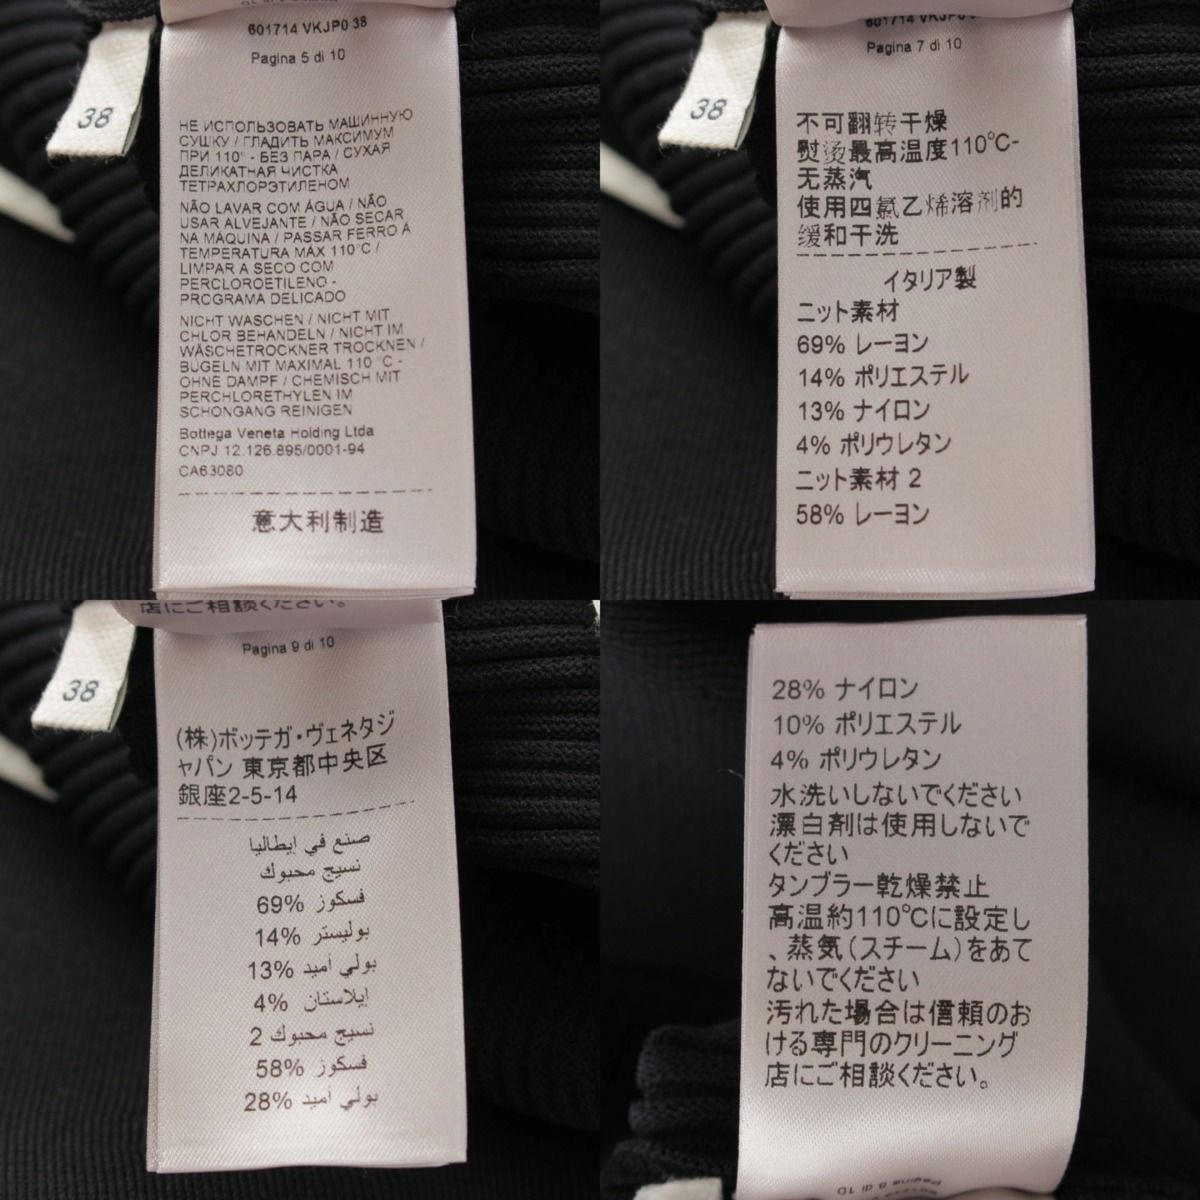 601714 VKJP0 38
Pagina 5 di 10
38
НЕ ИСПОЛЬЗОВАТЬ МАШИННУЮ
СУШКУ / ГЛАДИТЬ МАКСИМУМ
ПРИ 110° - БЕЗ ПАРА / СУХАЯ
ДЕЛИКАТНАЯ ЧИСТКА
ТЕТРАХЛОРЭТИЛЕНОМ
NÃO LAVAR COM ÁGUA / NÃO
USAR ALVEJANTE / NÃO SECAR
NA MÁQUINA / PASSAR FERRO À
TEMPERATURA MÁX 110°C /
LIMPAR A SECO COM
PERCLOROETILENO -
PROGRAMA DELICADO
NICHT WASCHEN / NICHT MIT
CHLOR BEHANDELN / NICHT IM
WÄSCHETROCKNER TROCKNEN /
BÜGELN MIT MAXIMAL 110 °C -
OHNE DAMPF / CHEMISCH MIT
PERCHLORETHYLEN IM
SCHONGANG REINIGEN
Bottega Veneta Holding Ltda
CNPJ 12.126.895/0001-94
CA63080
意大利制造
601714 VKJP0
Pagina 7 di 10
38
不可翻转干燥
熨烫最高温度110°C-
无蒸汽
使用四氯乙烯溶剂的
缓和干洗
イタリア製
ニット素材
69% レーヨン
14% ポリエステル
13% ナイロン
4% ポリウレタン
ニット素材 2
58% レーヨン
店にご相談ください。
Pagina 9 di 10
38
(株)ボッテガ・ヴェネタジ
ャパン 東京都中央区
銀座2-5-14
صنع في إيطاليا
نسيج محبوك
فسكوز 69%
بوليستر 14%
بولي أميد 13%
إيلاستان 4%
نسيج محبوك 2
فسكوز 58%
بولي أميد 28%
28% ナイロン
10% ポリエステル
4% ポリウレタン
水洗いしないでください
漂白剤は使用しないで
ください
タンブラー乾燥禁止
高温約110℃に設定し
、蒸気(スチーム)をあて
ないでください
汚れた場合は信頼のお
ける専門のクリーニング
店にご相談ください。
Pagina 8 di 10